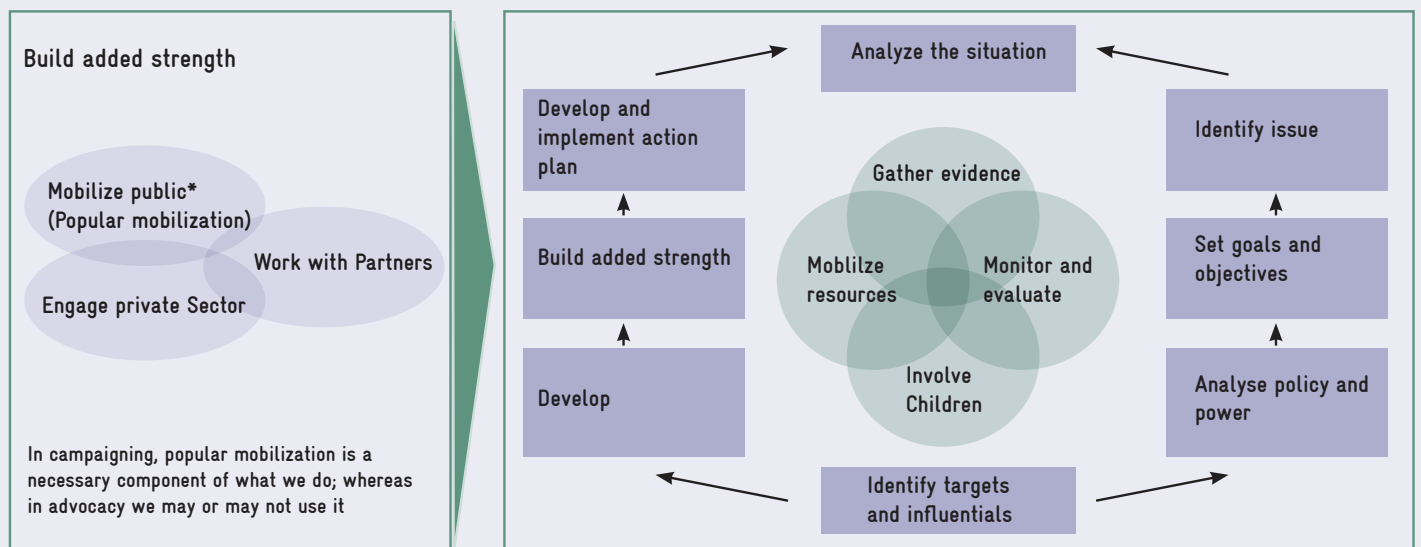 Build added strength
Mobilize public*
(Popular mobilization)
Work with Partners
Engage private Sector
In campaigning, popular mobilization is a
necessary component of what we do; whereas
in advocacy we may or may not use it
Analyze the situation
Develop and
implement action
plan
Identify issue
Gather evidence
Build added strength
Moblilze
resources
Monitor and
evaluate
Set goals and
objectives
Develop
Involve
Children
Analyse policy and
power
Identify targets
and influentials